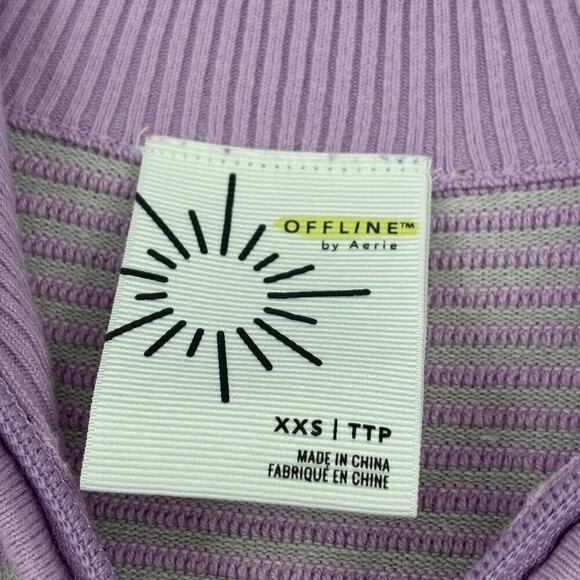 OFFLINE™
by Aerie
XXS | TTP
MADE IN CHINA
FABRIQUÉ EN CHINE